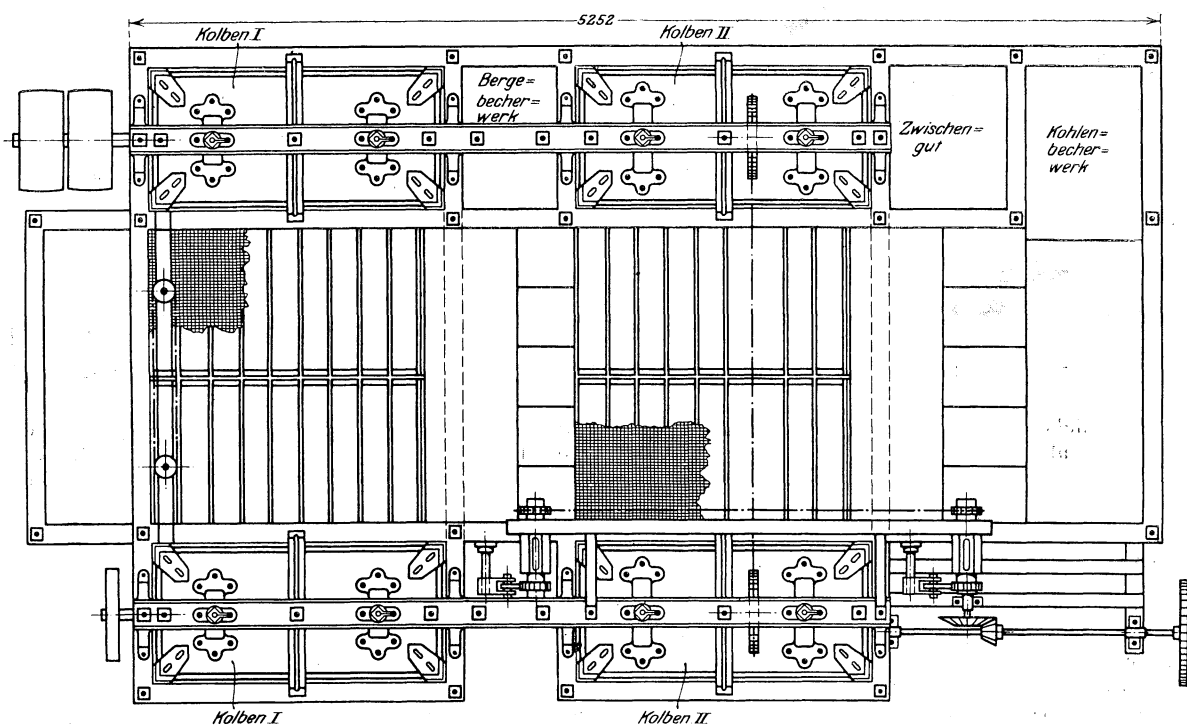 5252
Kolben I
Kolben II
Berge=
becher=
werk
Zwischen=
gut
Kohlen=
becher=
werk
Kolben I
Kolben II